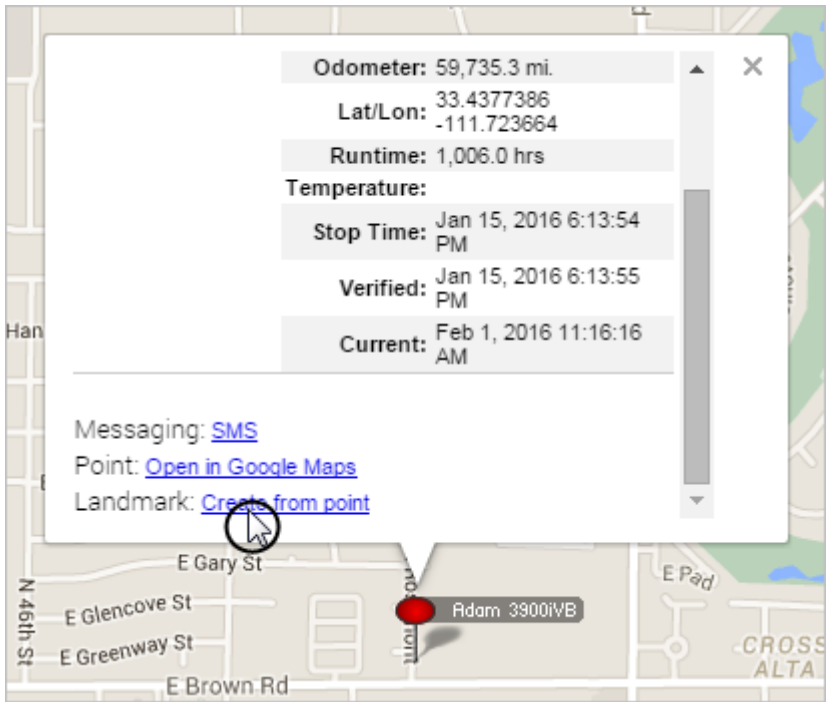 Odometer: 59,735.3 mi.
Lat/Lon: 33.4377386
-111.723664
Runtime: 1,006.0 hrs
Temperature:
Stop Time: Jan 15, 2016 6:13:54
PM
Verified: Jan 15, 2016 6:13:55
PM
Current: Feb 1, 2016 11:16:16
AM
Han
Messaging: SMS
Point: Open in Google Maps
Landmark: Create from point
E Gary St
E Pad
N 46th St
E Glencove St
Adam 3900iVB
E Greenway St
CROSS
ALTA
E Brown Rd